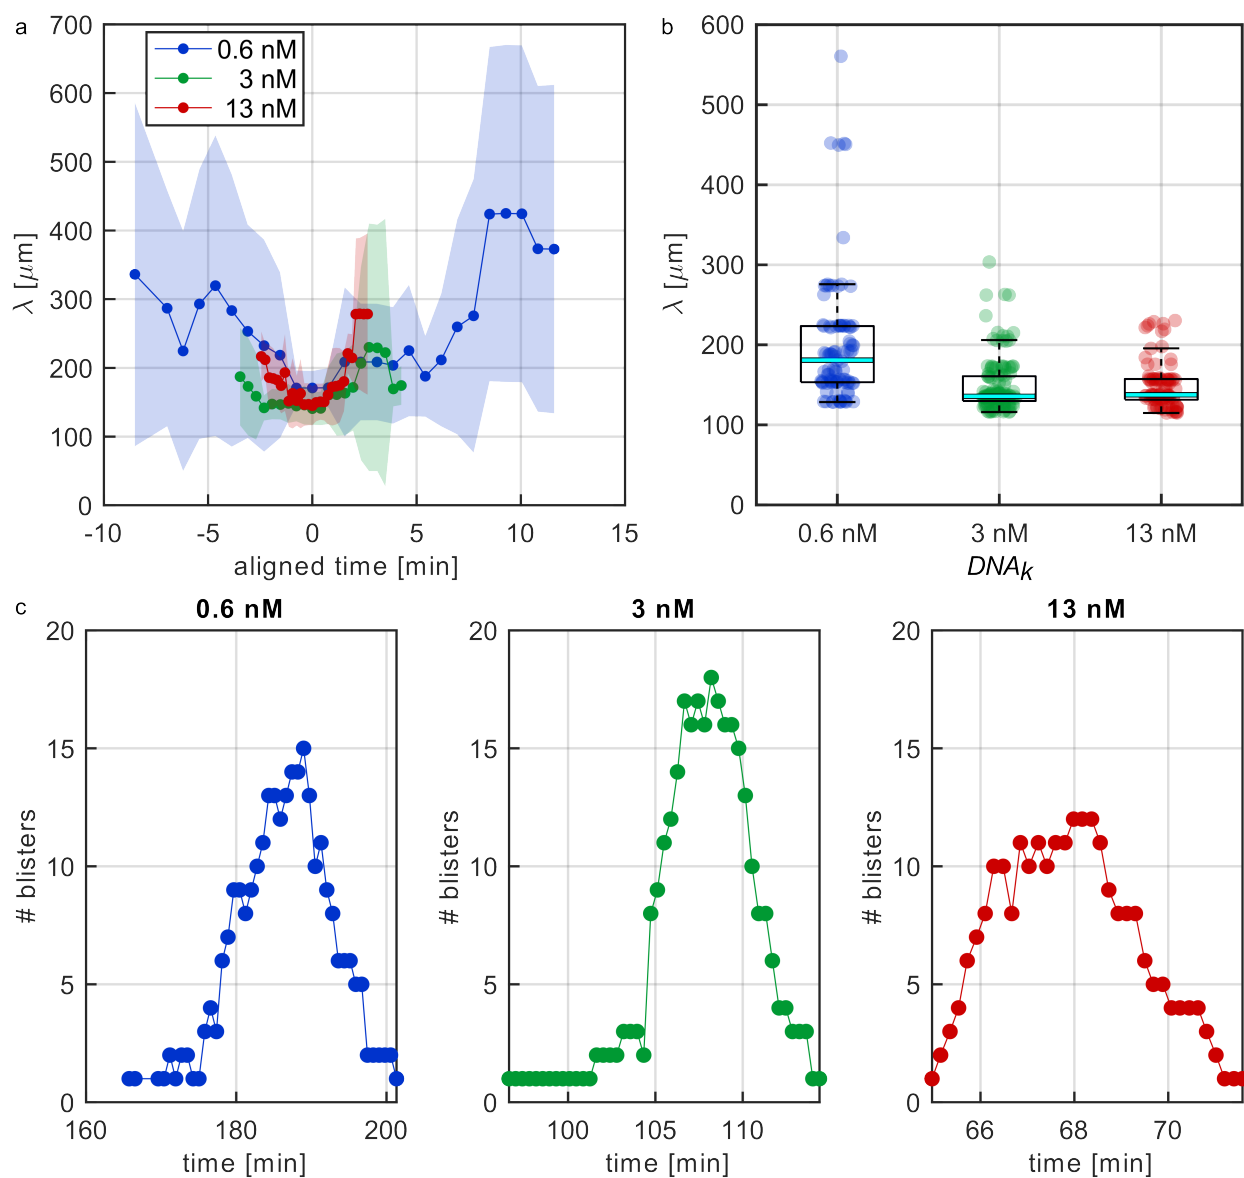 a
700
600
500
400
300
200
100
0
λ [μm]
-10 -5 0 5 10 15
aligned time [min]
0.6 nM
3 nM
13 nM
b
600
500
400
300
200
100
0
λ [μm]
0.6 nM 3 nM 13 nM
DNAk
c
0.6 nM
20
15
10
5
0
# blisters
160 180 200
time [min]
3 nM
20
15
10
5
0
# blisters
100 105 110
time [min]
13 nM
20
15
10
5
0
# blisters
66 68 70
time [min]